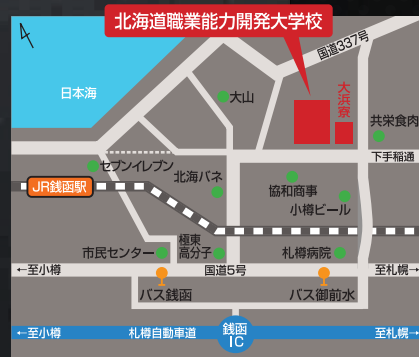 北海道職業能力開発大学校
国道337号
日本海
大山
大浜寮
共栄食肉
下手稲通
セブンイレブン
北海バネ
協和商事
JR銭函駅
小樽ビール
市民センター
極東
高分子
札樽病院
←至小樽
国道5号
至札幌→
バス銭函
バス御前水
←至小樽
札樽自動車道
銭函
IC
至札幌→